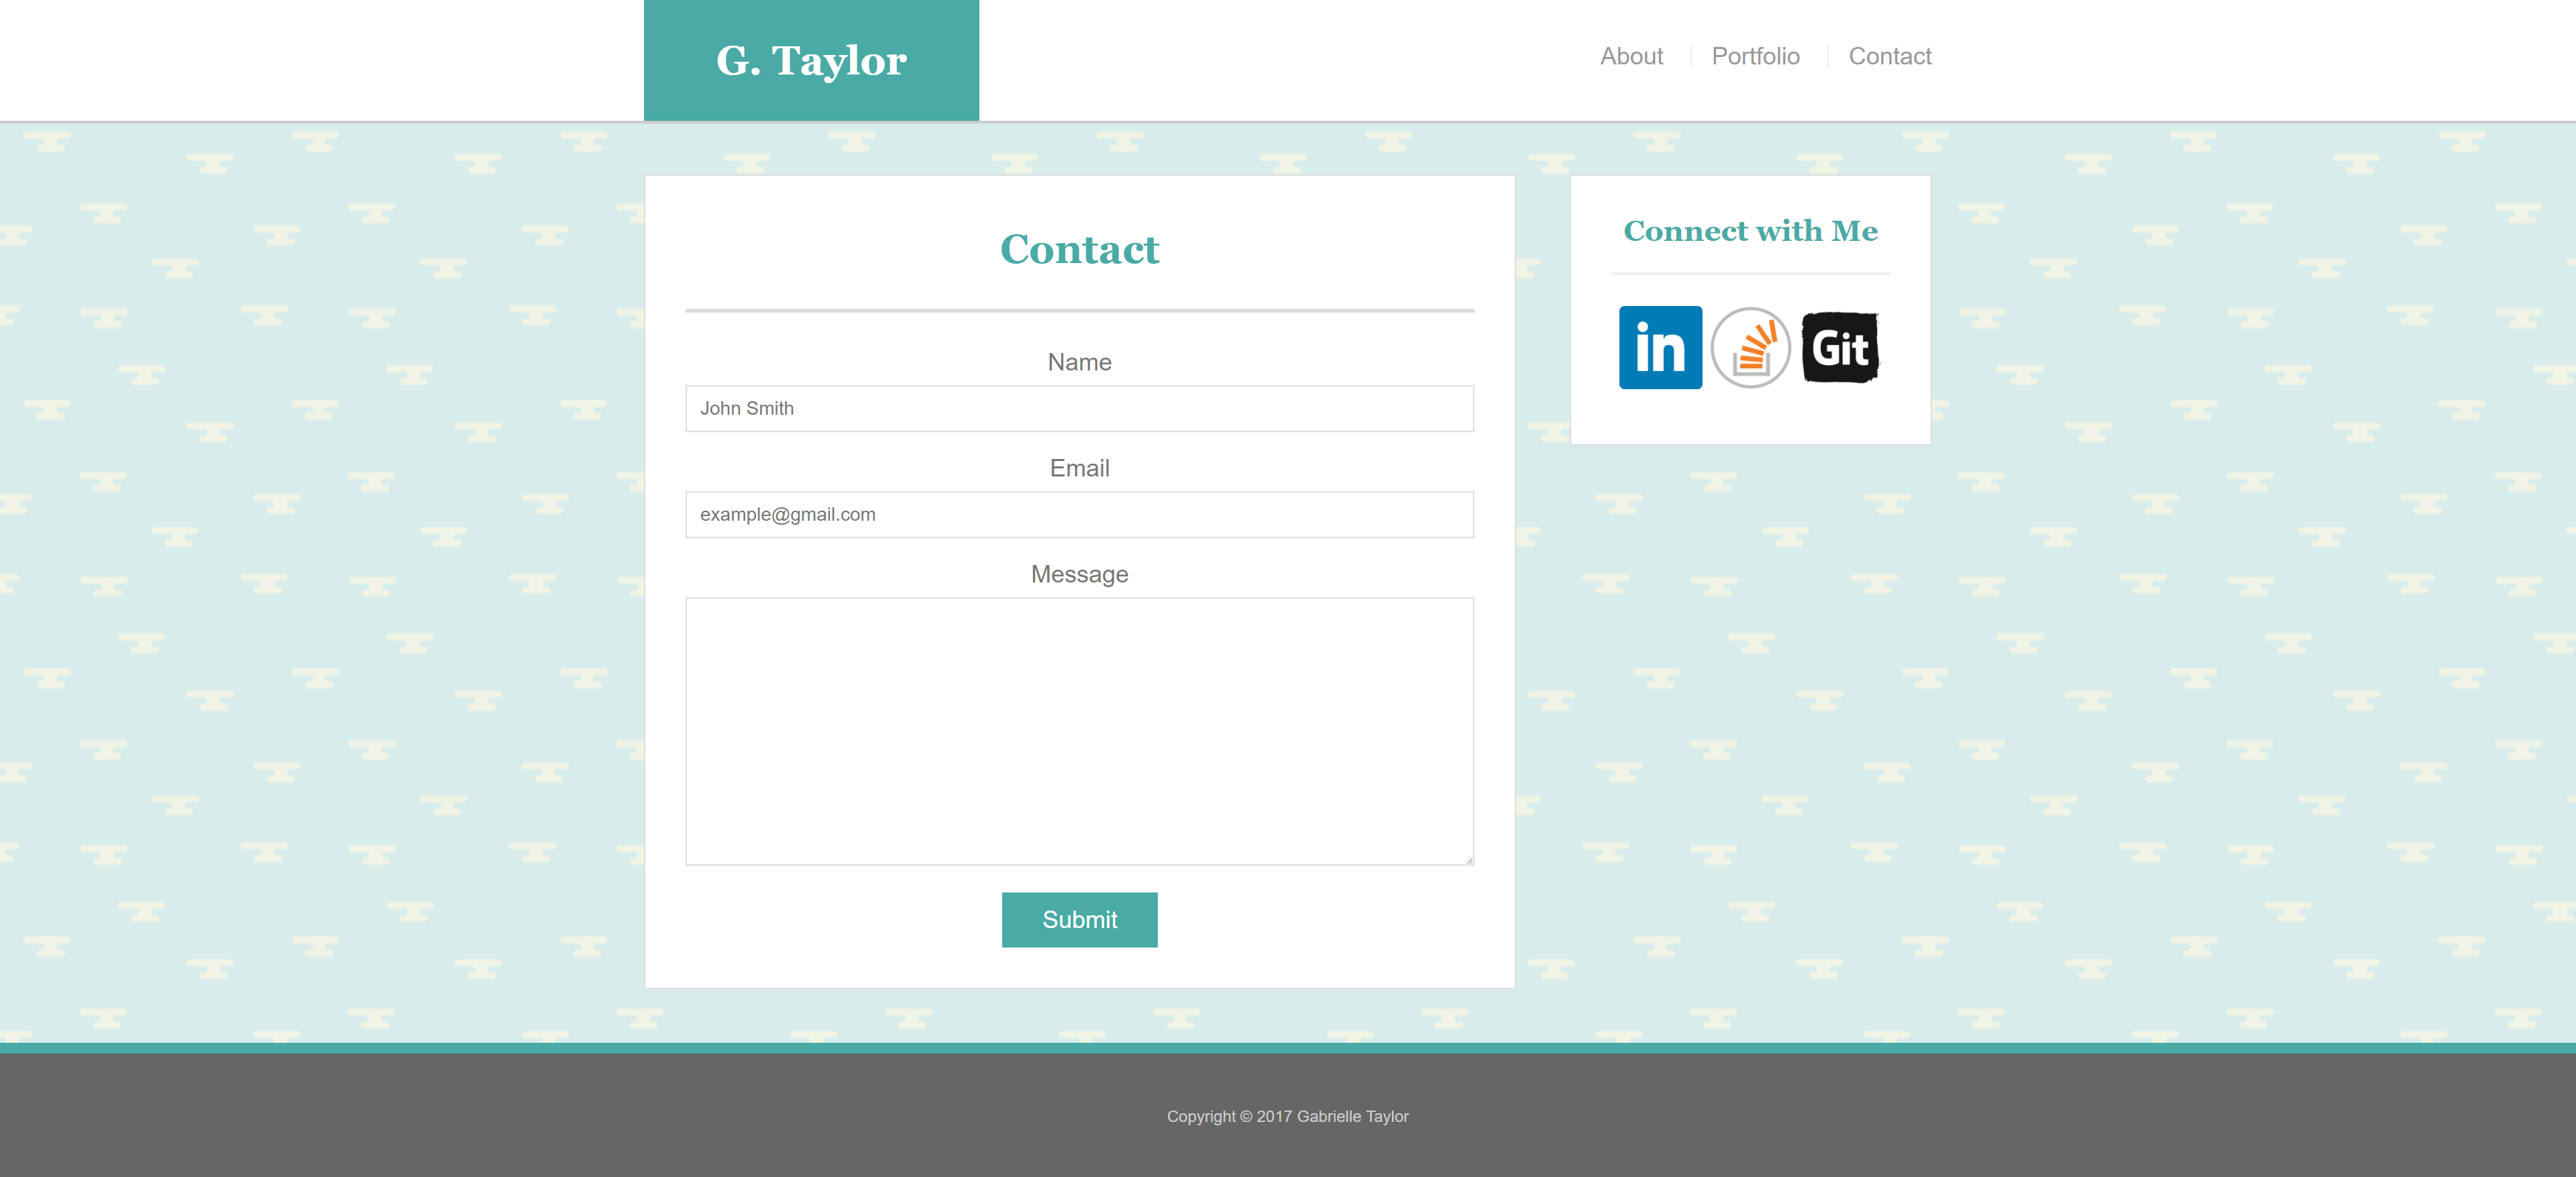 G. Taylor
About
Portfolio
Contact
Contact
Name
John Smith
Email
example@gmail.com
Message
Submit
Connect with Me
in
Git
Copyright © 2017 Gabrielle Taylor